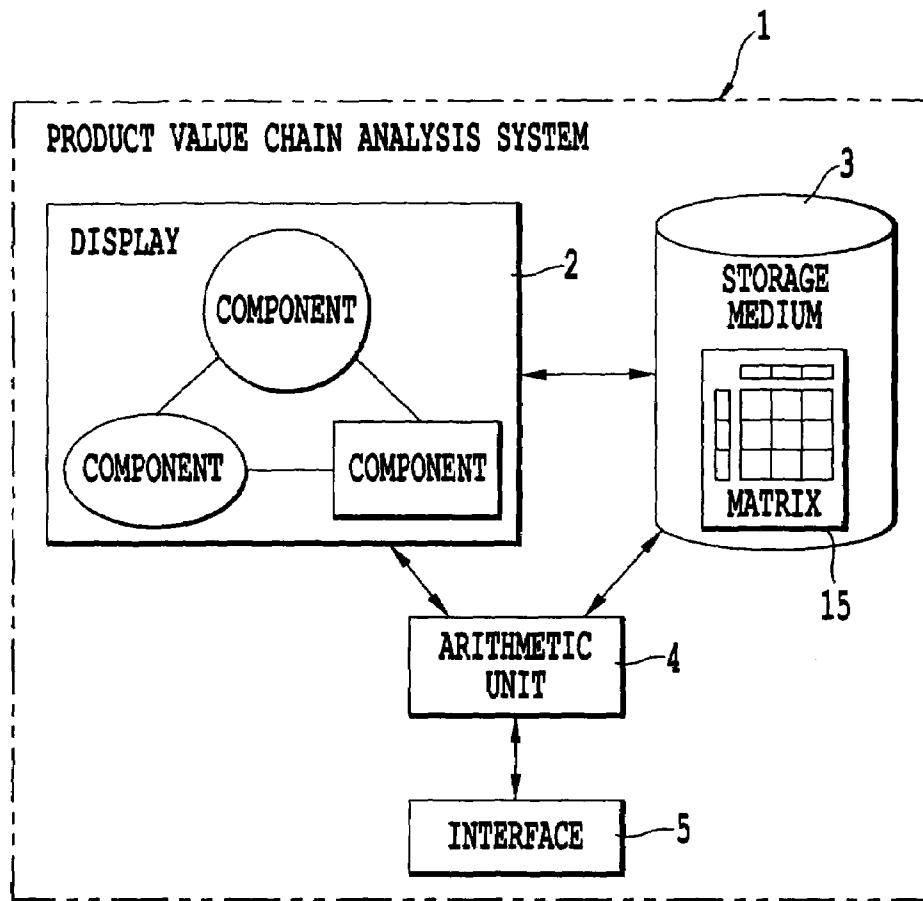 1
PRODUCT VALUE CHAIN ANALYSIS SYSTEM
3
DISPLAY
2
COMPONENT
STORAGE
MEDIUM
COMPONENT
COMPONENT
MATRIX
15
ARITHMETIC
UNIT
4
INTERFACE
5